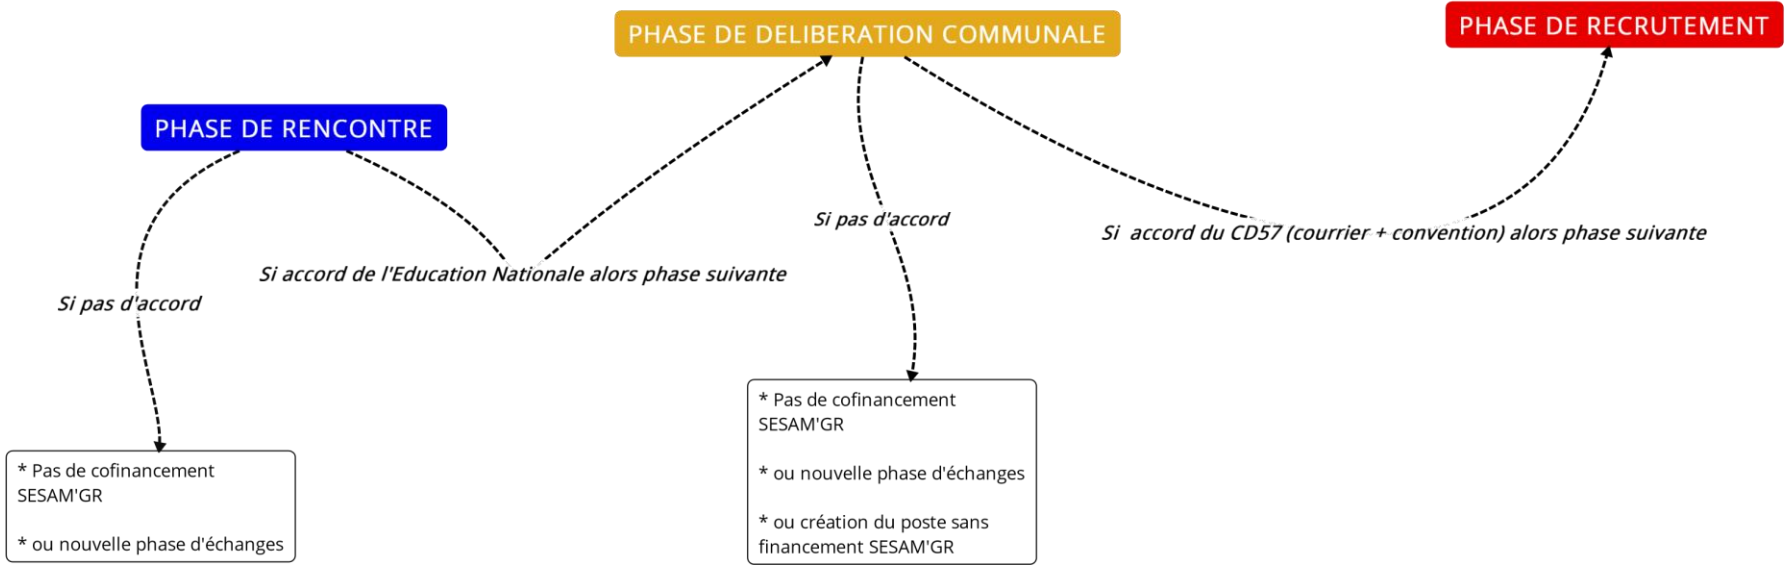 PHASE DE RENCONTRE
PHASE DE DELIBERATION COMMUNALE
PHASE DE RECRUTEMENT
Si pas d'accord
Si accord de l'Education Nationale alors phase suivante
Si pas d'accord
Si  accord du CD57 (courrier + convention) alors phase suivante
* Pas de cofinancement
SESAM'GR
* ou nouvelle phase d'échanges
* Pas de cofinancement
SESAM'GR
* ou nouvelle phase d'échanges
* ou création du poste sans
financement SESAM'GR